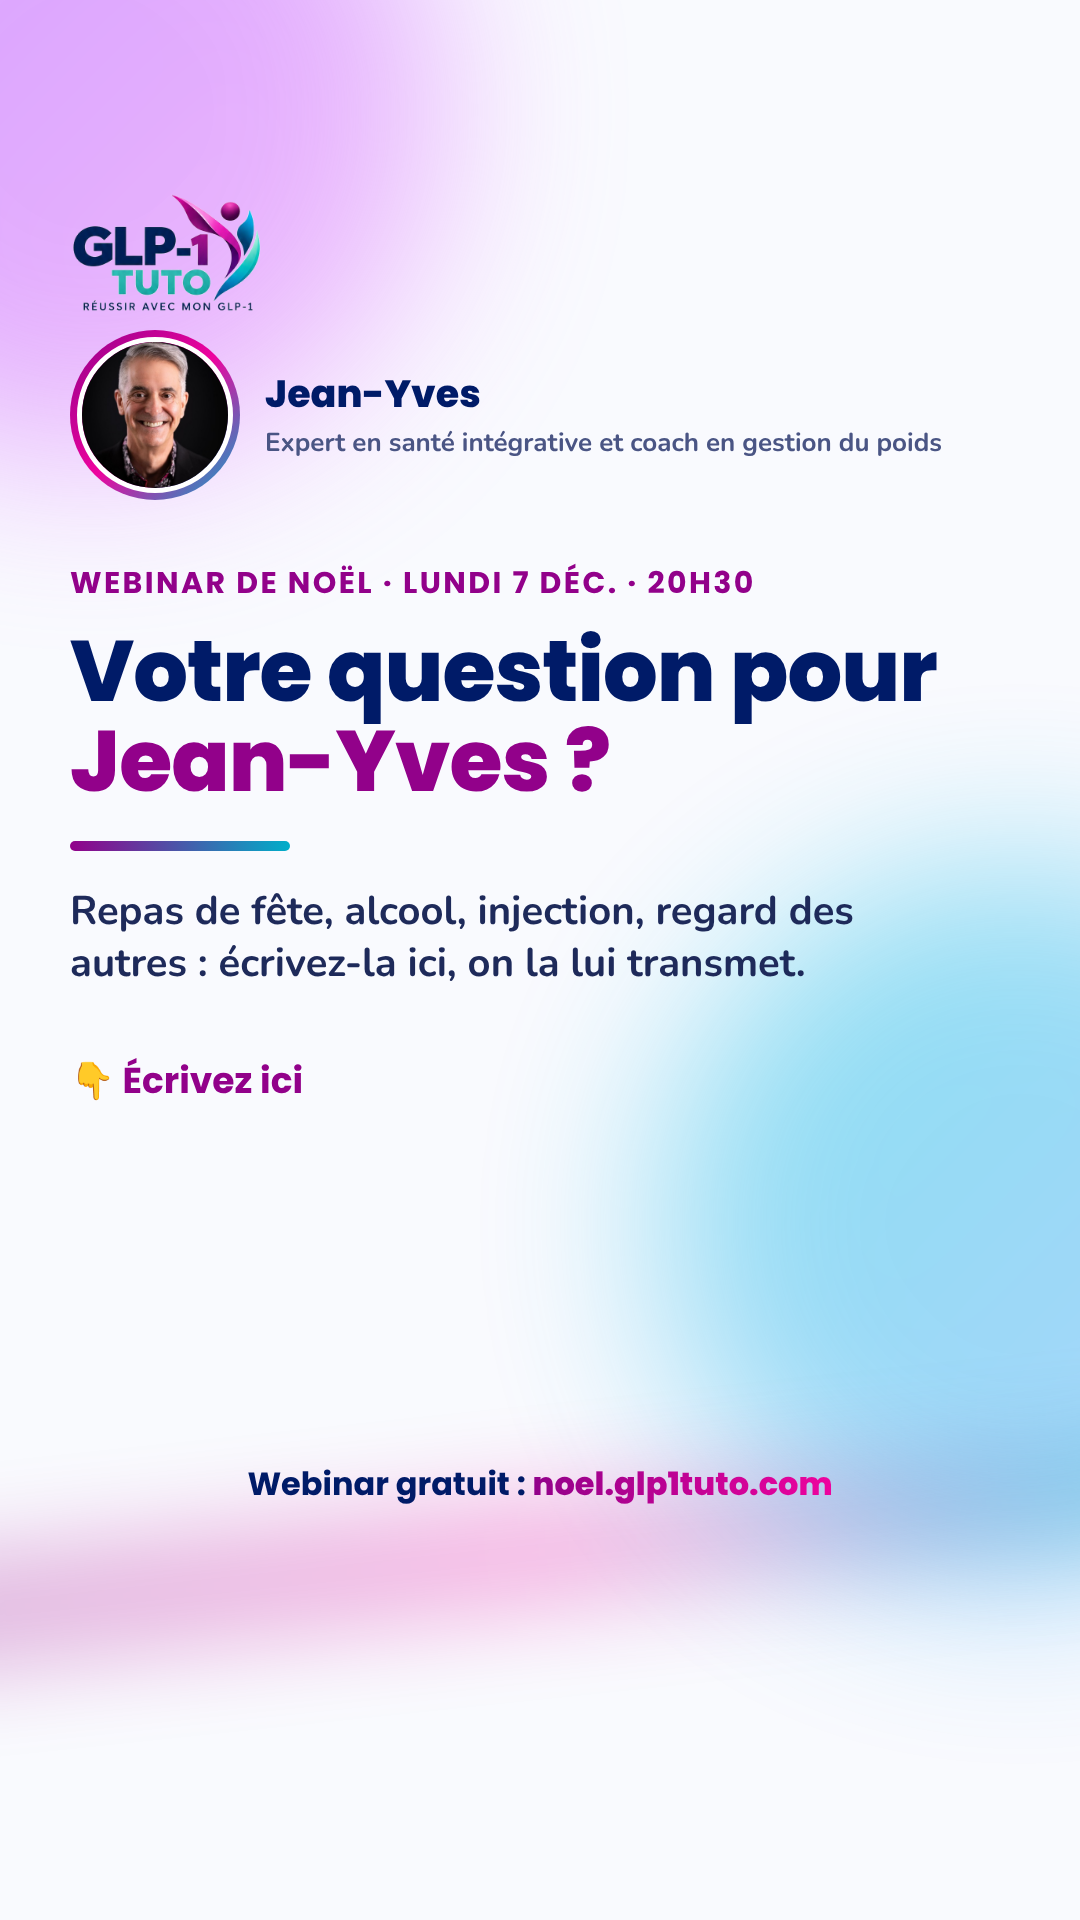 GLP-1
TUTO
RÉUSSIR AVEC MON GLP-1
Jean-Yves
Expert en santé intégrative et coach en gestion du poids
WEBINAR DE NOËL · LUNDI 7 DÉC. · 20H30
Votre question pour
Jean-Yves ?
Repas de fête, alcool, injection, regard des
autres : écrivez-la ici, on la lui transmet.
👇 Écrivez ici
Webinar gratuit : noel.glp1tuto.com